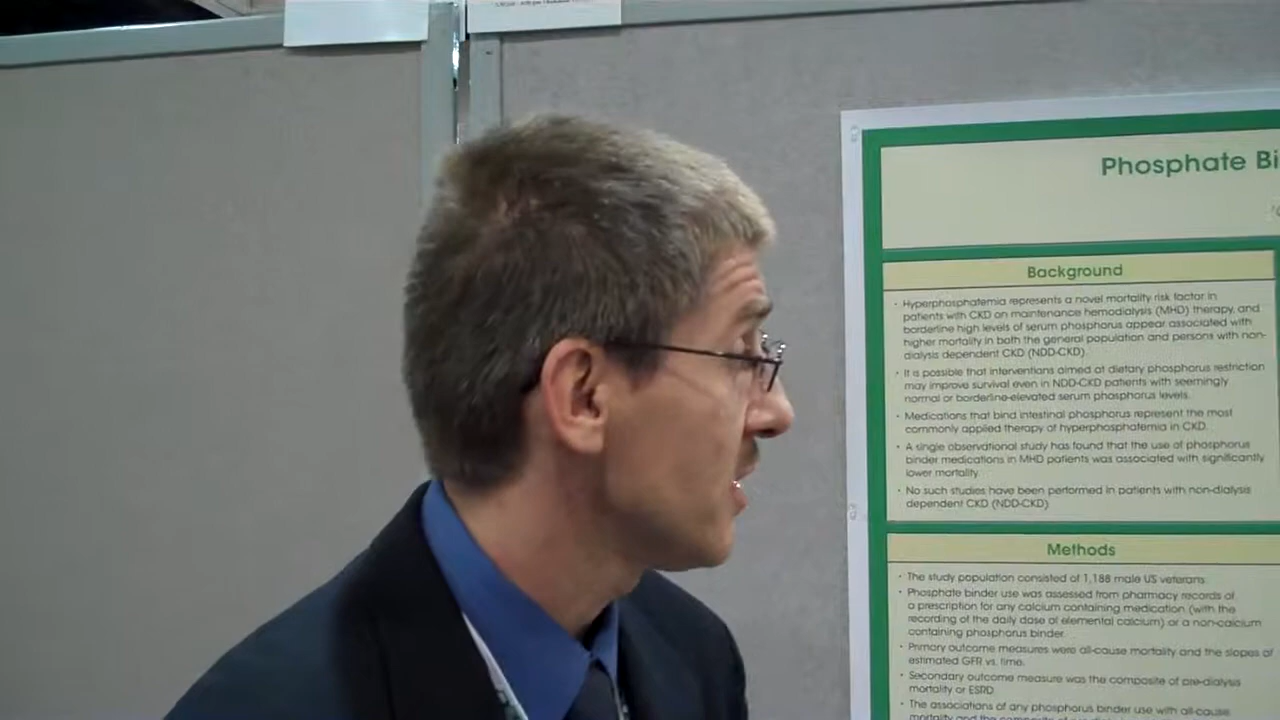 Phosphate Bi
Background
• Hyperphosphatemia represents a novel mortality risk factor in
patients with CKD on maintenance hemodialysis (MHD) therapy, and
borderline high levels of serum phosphorus appear associated with
higher mortality in both the general population and persons with non-
dialysis dependent CKD (NDD-CKD)
• It is possible that interventions aimed at dietary phosphorus restriction
may improve survival even in NDD-CKD patients with seemingly
normal or borderline-elevated serum phosphorus levels.
• Medications that bind intestinal phosphorus represent the most
commonly applied therapy of hyperphosphatemia in CKD.
• A single observational study has found that the use of phosphorus
binder medications in MHD patients was associated with significantly
lower mortality
• No such studies have been performed in patients with non-dialysis
dependent CKD (NDD-CKD)
Methods
• The study population consisted of 1,188 male US veterans
• Phosphate binder use was assessed from pharmacy records of
a prescription for any calcium containing medication (with the
recording of the daily dose of elemental calcium) or a non-calcium
containing phosphorus binder.
• Primary outcome measures were all-cause mortality and the slopes of
estimated GFR vs. time.
• Secondary outcome measure was the composite of pre-dialysis
mortality or ESRD
• The associations of any phosphorus binder use with all-cause
mortality and the composite of